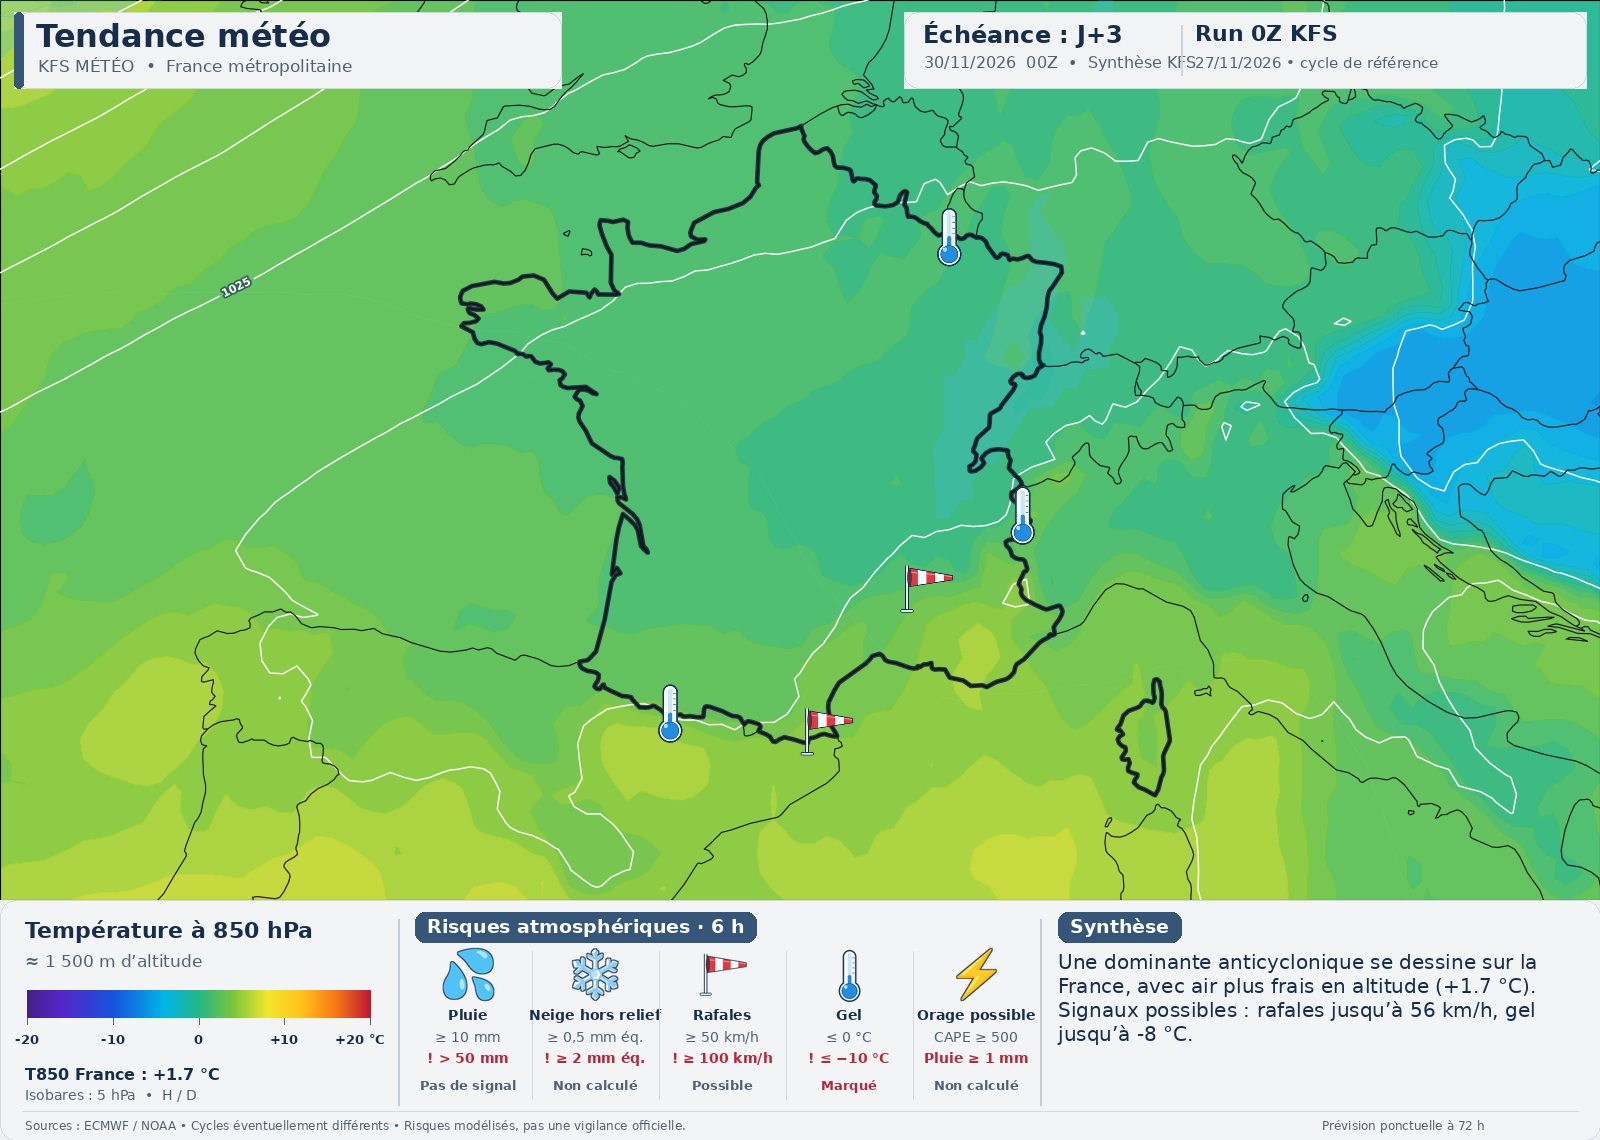 Tendance météo
KFS MÉTÉO • France métropolitaine
Échéance : J+3
30/11/2026 00Z • Synthèse KFS
Run 0Z KFS
27/11/2026 • cycle de référence
1025
Température à 850 hPa
≈ 1 500 m d’altitude
-20 -10 0 +10 +20 °C
T850 France : +1.7 °C
Isobares : 5 hPa • H / D
Risques atmosphériques · 6 h
Pluie
≥ 10 mm
! > 50 mm
Pas de signal
Neige hors relief
≥ 0,5 mm éq.
! ≥ 2 mm éq.
Non calculé
Rafales
≥ 50 km/h
! ≥ 100 km/h
Possible
Gel
≤ 0 °C
! ≤ −10 °C
Marqué
Orage possible
CAPE ≥ 500
Pluie ≥ 1 mm
Non calculé
Synthèse
Une dominante anticyclonique se dessine sur la
France, avec air plus frais en altitude (+1.7 °C).
Signaux possibles : rafales jusqu’à 56 km/h, gel
jusqu’à -8 °C.
Sources : ECMWF / NOAA • Cycles éventuellement différents • Risques modélisés, pas une vigilance officielle.
Prévision ponctuelle à 72 h